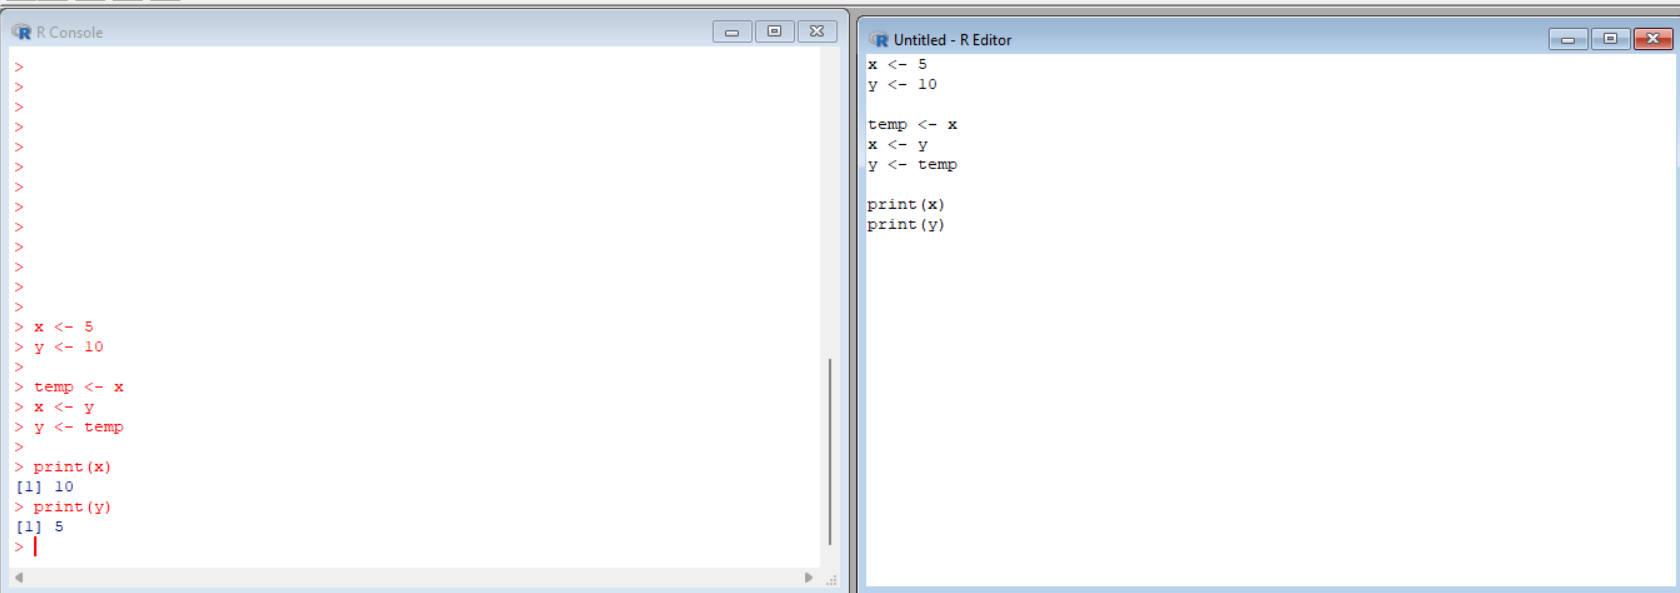 R Console
>
>
>
>
>
>
>
>
>
>
>
>
>
> x <- 5
> y <- 10
>
> temp <- x
> x <- y
> y <- temp
>
> print(x)
[1] 10
> print(y)
[1] 5
>
Untitled - R Editor
x <- 5
y <- 10

temp <- x
x <- y
y <- temp

print(x)
print(y)